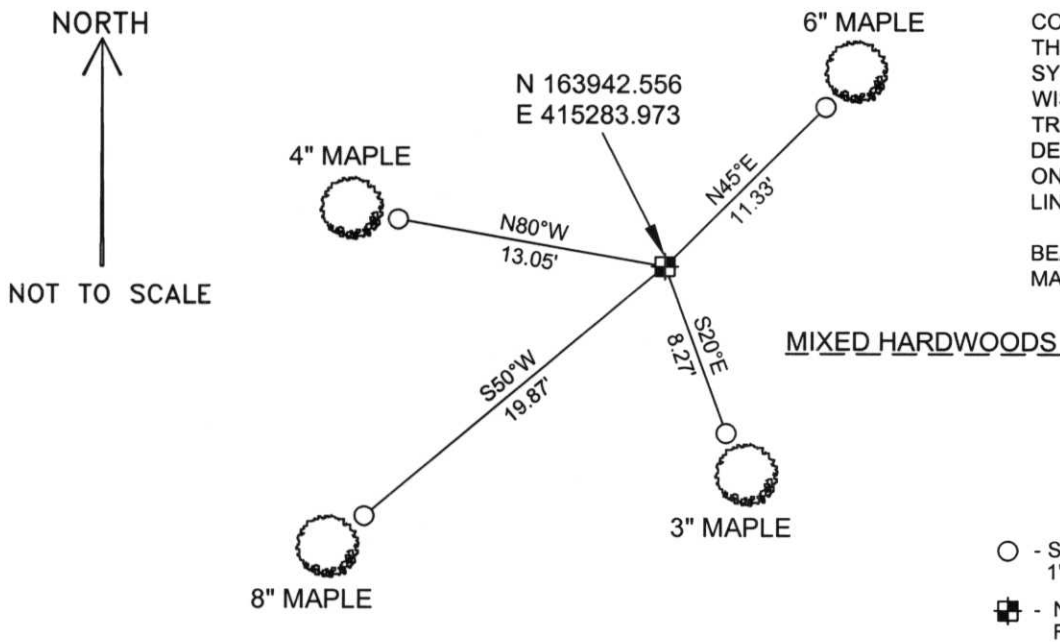 NORTH
NOT TO SCALE
6" MAPLE
N 163942.556
E 415283.973
4" MAPLE
N45°E
11.33'
N80°W
13.05'
S20°E
8.27'
S50°W
19.87'
MIXED HARDWOODS
3" MAPLE
8" MAPLE
CO
TH
SY
WIS
TR
DE
ON
LIN
BEA
MA
- S
1"
- N
F